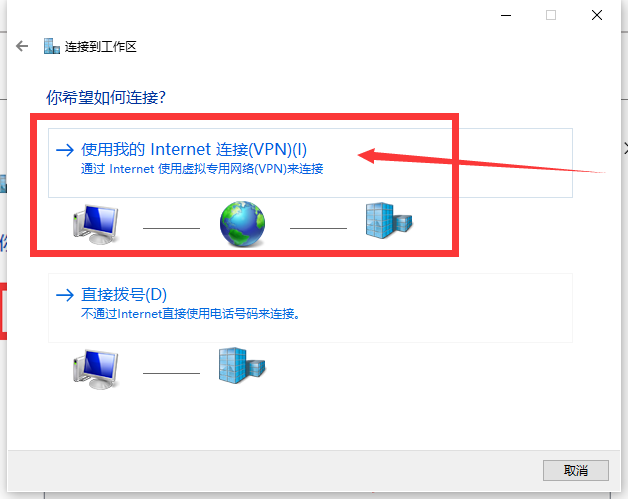 连接到工作区
你希望如何连接?
使用我的 Internet 连接(VPN)(I)
通过 Internet 使用虚拟专用网络(VPN)来连接
直接拨号(D)
不通过Internet直接使用电话号码来连接。
取消